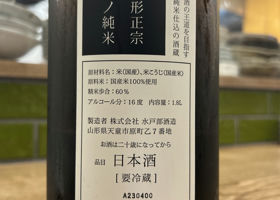 酒の王道を目指す
純米仕込の酒蔵
形正宗
ノ純米
原材料名：米（国産）、米こうじ（国産米）
原料米：国産米100%使用
精米歩合：60%
アルコール分：16度 内容量：1.8L
製造者 株式会社 水戸部酒造
山形県天童市原町乙7番地
お酒は二十歳になってから
品目 日本酒
［要冷蔵］
A230400